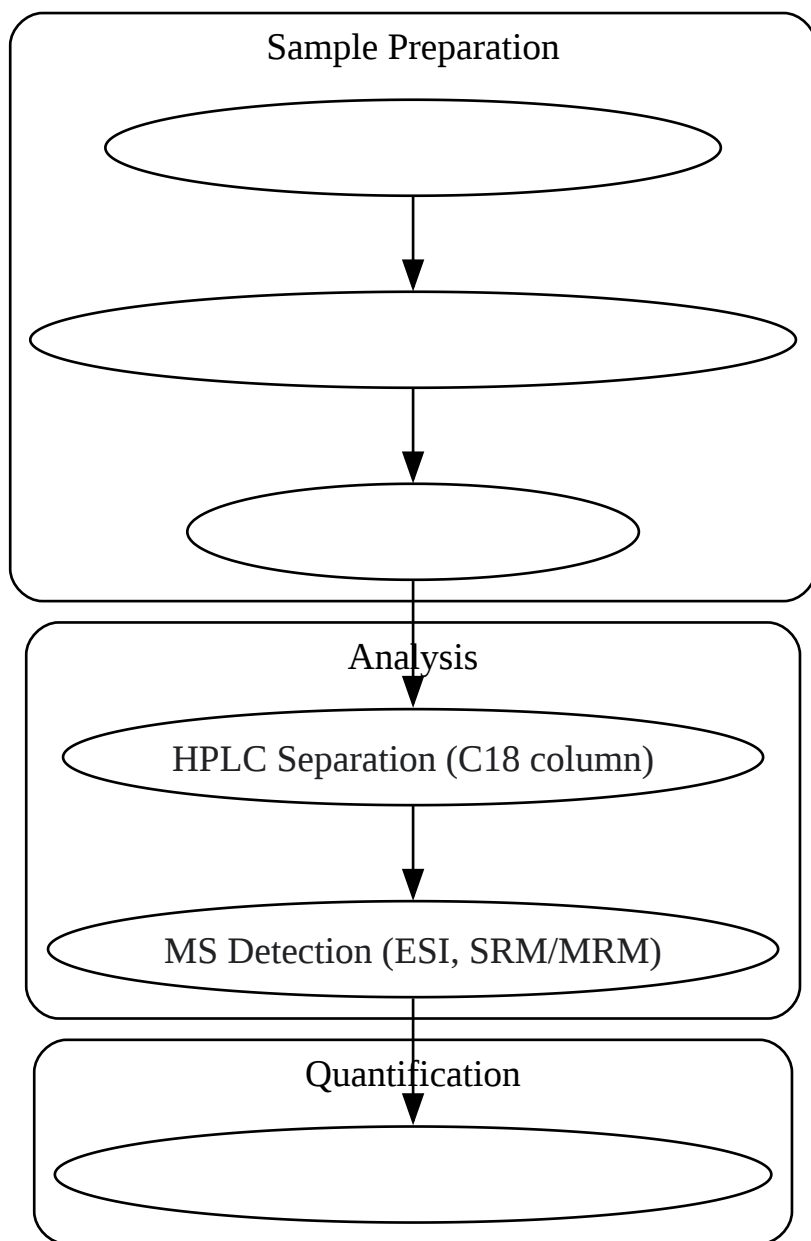 Sample Preparation
Analysis
HPLC Separation (C18 column)
MS Detection (ESI, SRM/MRM)
Quantification